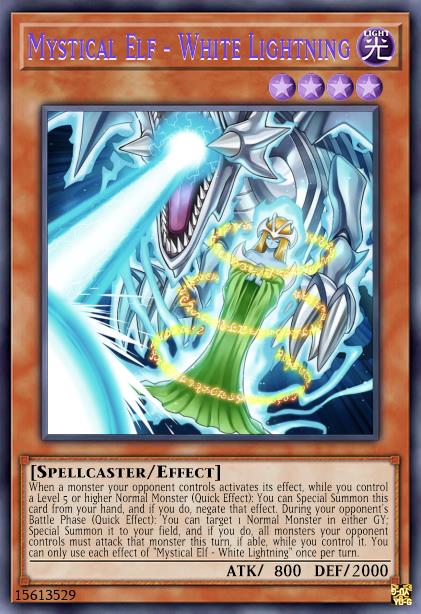 Mystical Elf - White Lightning
LIGHT
光
[Spellcaster/Effect]
When a monster your opponent controls activates its effect, while you control
a Level 5 or higher Normal Monster (Quick Effect): You can Special Summon this
card from your hand, and if you do, negate that effect. During your opponent's
Battle Phase (Quick Effect): You can target 1 Normal Monster in either GY;
Special Summon it to your field, and if you do, all monsters your opponent
controls must attack that monster this turn, if able, while you control it. You
can only use each effect of "Mystical Elf - White Lightning" once per turn.
ATK/ 800 DEF/2000
15613529